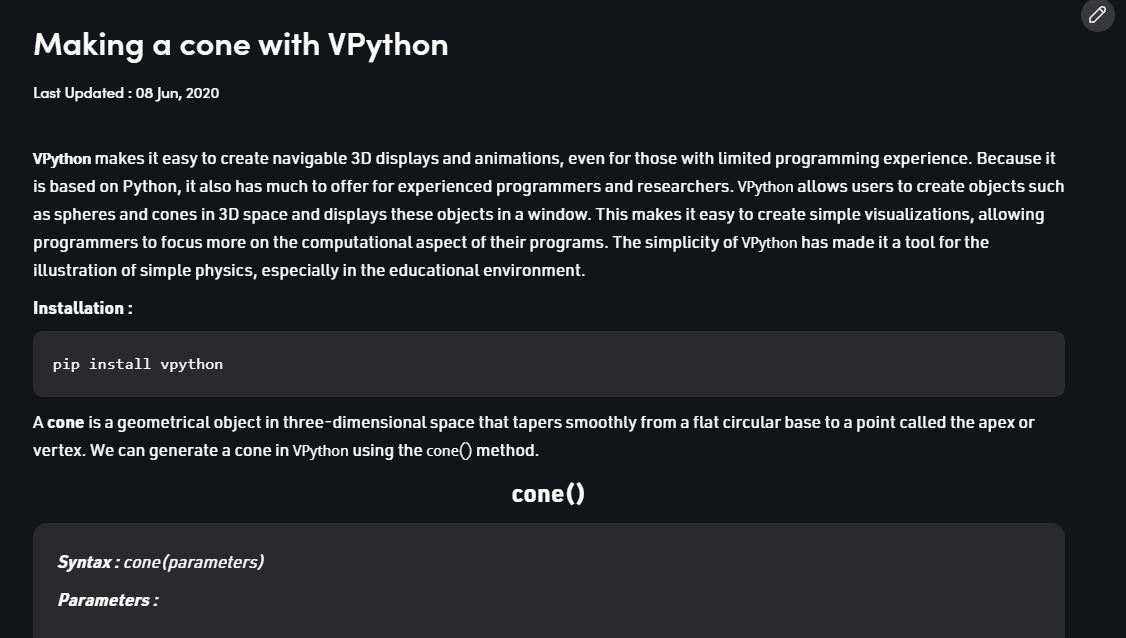 Making a cone with VPython
Last Updated : 08 Jun, 2020
VPython makes it easy to create navigable 3D displays and animations, even for those with limited programming experience. Because it
is based on Python, it also has much to offer for experienced programmers and researchers. VPython allows users to create objects such
as spheres and cones in 3D space and displays these objects in a window. This makes it easy to create simple visualizations, allowing
programmers to focus more on the computational aspect of their programs. The simplicity of VPython has made it a tool for the
illustration of simple physics, especially in the educational environment.
Installation :
pip install vpython
A cone is a geometrical object in three-dimensional space that tapers smoothly from a flat circular base to a point called the apex or
vertex. We can generate a cone in VPython using the cone() method.
cone()
Syntax : cone(parameters)
Parameters :